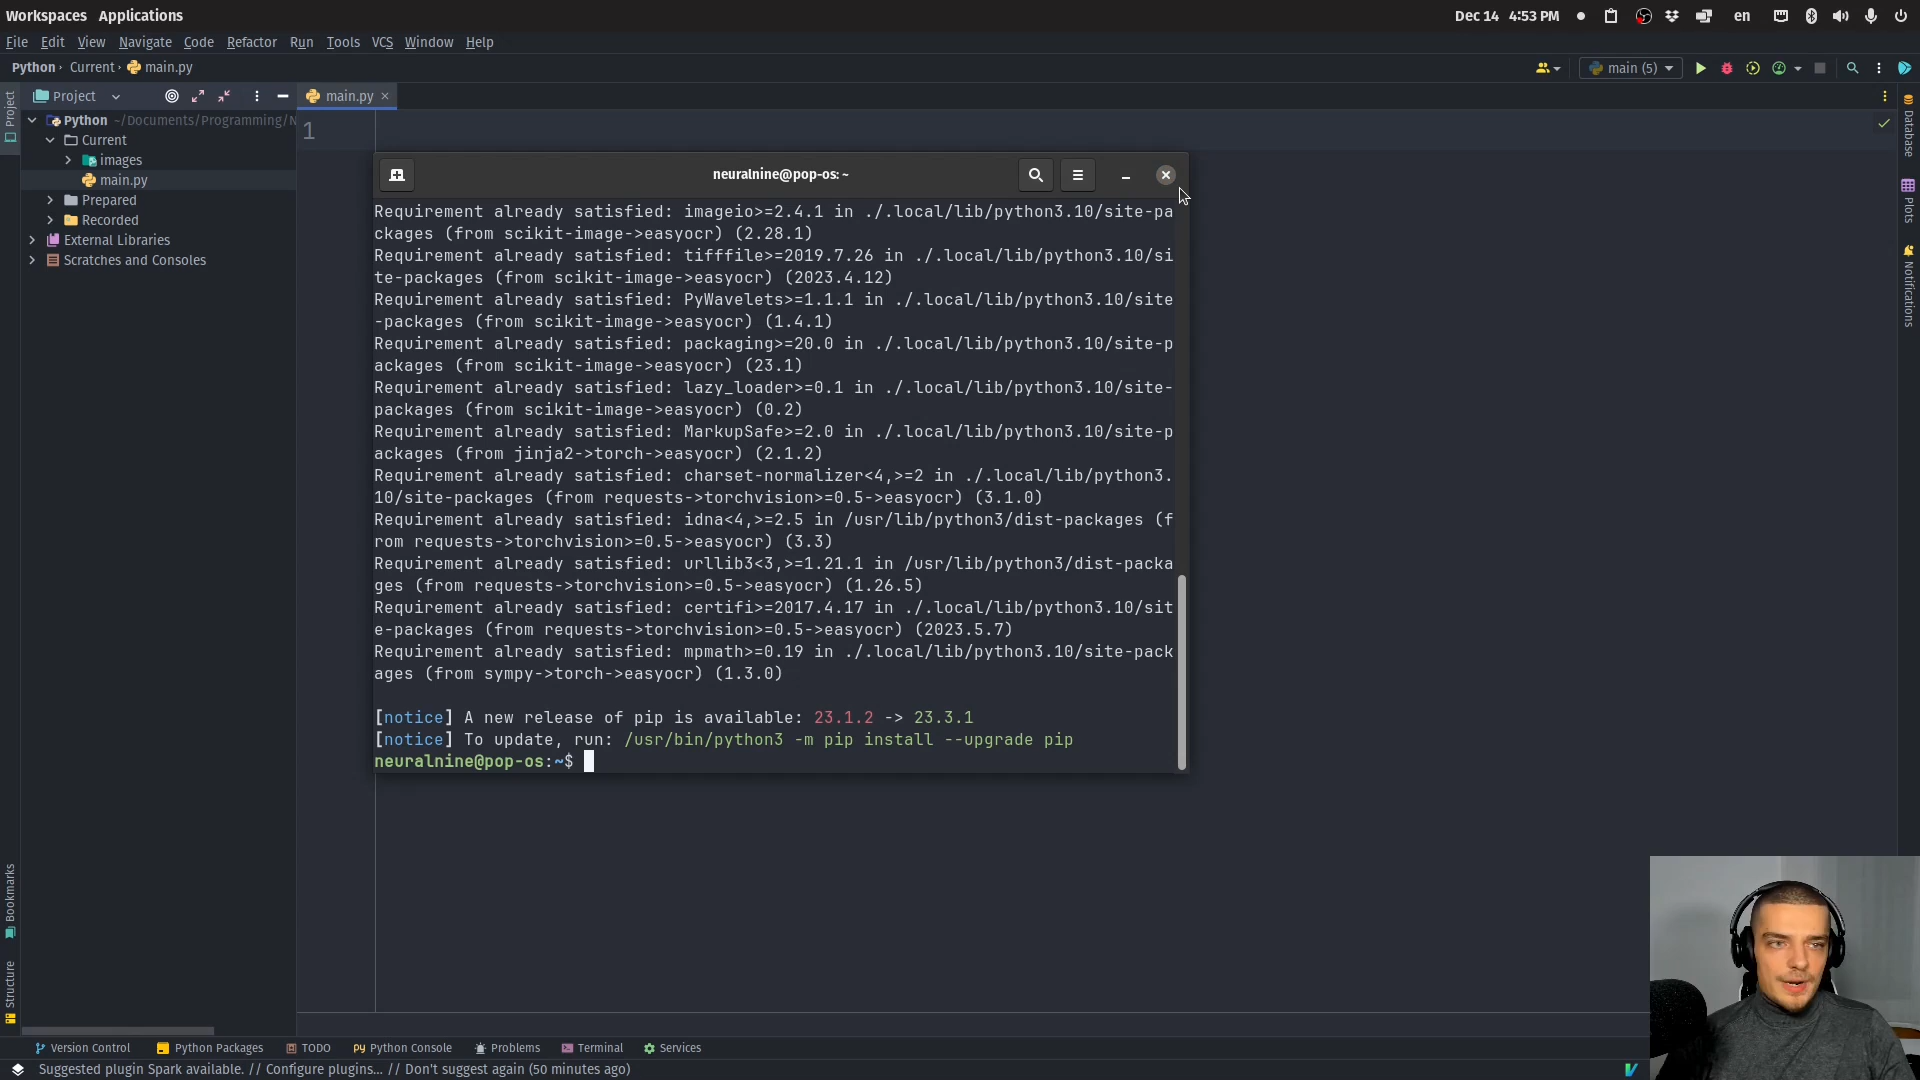 Workspaces Applications Dec 14 4:53 PM en
File Edit View Navigate Code Refactor Run Tools VCS Window Help
Python Current main.py main (5)
Project main.py
Project
Python ~/Documents/Programming/N
Current
images
main.py
Prepared
Recorded
External Libraries
Scratches and Consoles
1
neuralnine@pop-os: ~
Requirement already satisfied: imageio>=2.4.1 in ./.local/lib/python3.10/site-pa
ckages (from scikit-image->easyocr) (2.28.1)
Requirement already satisfied: tifffile>=2019.7.26 in ./.local/lib/python3.10/si
te-packages (from scikit-image->easyocr) (2023.4.12)
Requirement already satisfied: PyWavelets>=1.1.1 in ./.local/lib/python3.10/site
-packages (from scikit-image->easyocr) (1.4.1)
Requirement already satisfied: packaging>=20.0 in ./.local/lib/python3.10/site-p
ackages (from scikit-image->easyocr) (23.1)
Requirement already satisfied: lazy_loader>=0.1 in ./.local/lib/python3.10/site-
packages (from scikit-image->easyocr) (0.2)
Requirement already satisfied: MarkupSafe>=2.0 in ./.local/lib/python3.10/site-p
ackages (from jinja2->torch->easyocr) (2.1.2)
Requirement already satisfied: charset-normalizer<4,>=2 in ./.local/lib/python3.
10/site-packages (from requests->torchvision>=0.5->easyocr) (3.1.0)
Requirement already satisfied: idna<4,>=2.5 in /usr/lib/python3/dist-packages (f
rom requests->torchvision>=0.5->easyocr) (3.3)
Requirement already satisfied: urllib3<3,>=1.21.1 in /usr/lib/python3/dist-packa
ges (from requests->torchvision>=0.5->easyocr) (1.26.5)
Requirement already satisfied: certifi>=2017.4.17 in ./.local/lib/python3.10/sit
e-packages (from requests->torchvision>=0.5->easyocr) (2023.5.7)
Requirement already satisfied: mpmath>=0.19 in ./.local/lib/python3.10/site-pack
ages (from sympy->torch->easyocr) (1.3.0)
[notice] A new release of pip is available: 23.1.2 -> 23.3.1
[notice] To update, run: /usr/bin/python3 -m pip install --upgrade pip
neuralnine@pop-os:~$
Database
Plots
Notifications
Bookmarks
Structure
Version Control Python Packages TODO Python Console Problems Terminal Services
Suggested plugin Spark available. // Configure plugins... // Don't suggest again (50 minutes ago)